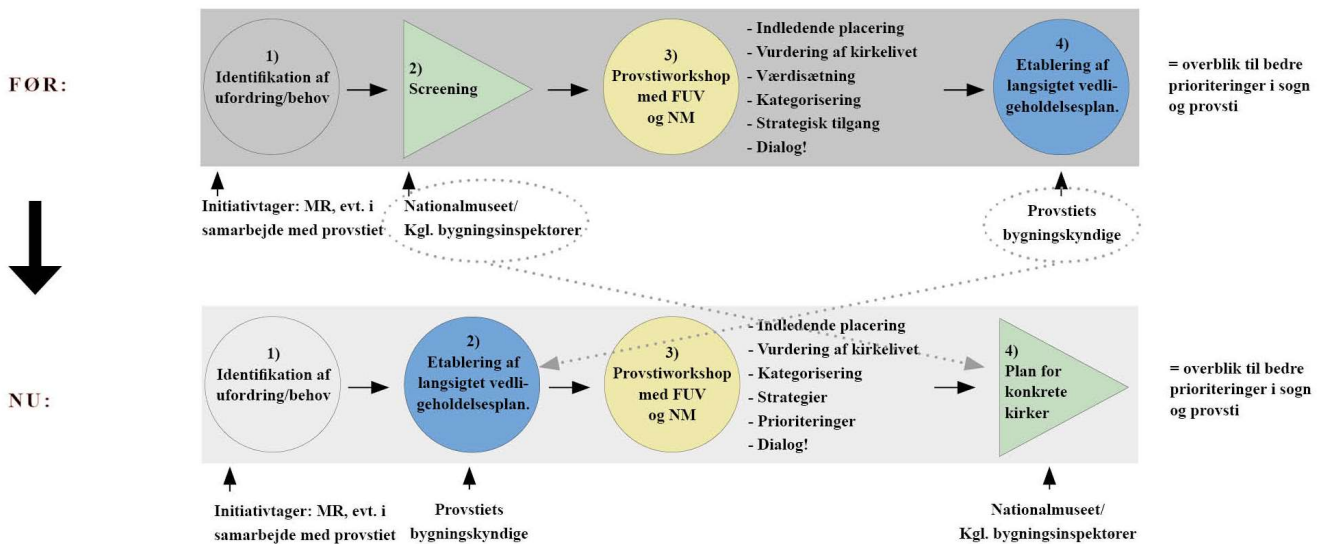 FØR:
1)
Identifikation af
ufordring/behov
2)
Screening
3)
Provstiworkshop
med FUV
og NM
- Indledende placering
- Vurdering af kirkelivet
- Værdisætning
- Kategorisering
- Strategisk tilgang
- Dialog!
4)
Etablering af
langsigtet vedli-
geholdelsesplan.
= overblik til bedre
prioriteringer i sogn
og provsti
Initiativtager: MR, evt. i
samarbejde med provstiet
Nationalmuseet/
Kgl. bygningsinspektører
Provstiets
bygningskyndige
NU:
1)
Identifikation af
ufordring/behov
2)
Etablering af
langsigtet vedli-
geholdelsesplan.
3)
Provstiworkshop
med FUV
og NM
- Indledende placering
- Vurdering af kirkelivet
- Kategorisering
- Strategier
- Prioriteringer
- Dialog!
4)
Plan for
konkrete
kirker
= overblik til bedre
prioriteringer i sogn
og provsti
Initiativtager: MR, evt. i
samarbejde med provstiet
Provstiets
bygningskyndige
Nationalmuseet/
Kgl. bygningsinspektører